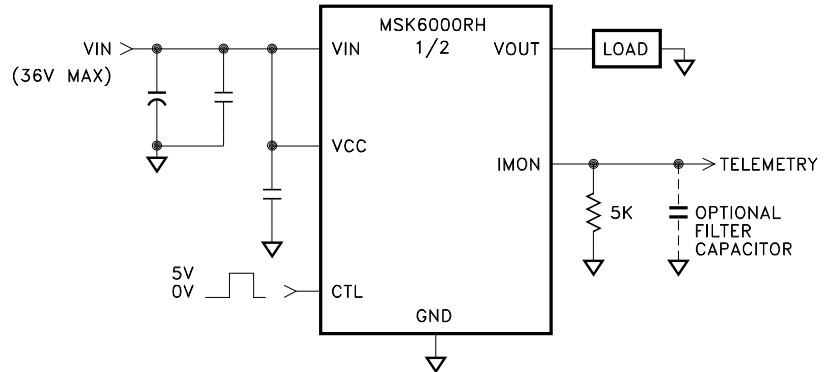 MSK6000RH
1/2
VIN
(36V MAX)
VIN
VOUT
LOAD
VCC
IMON
TELEMETRY
5K
OPTIONAL
FILTER
CAPACITOR
5V
0V
CTL
GND